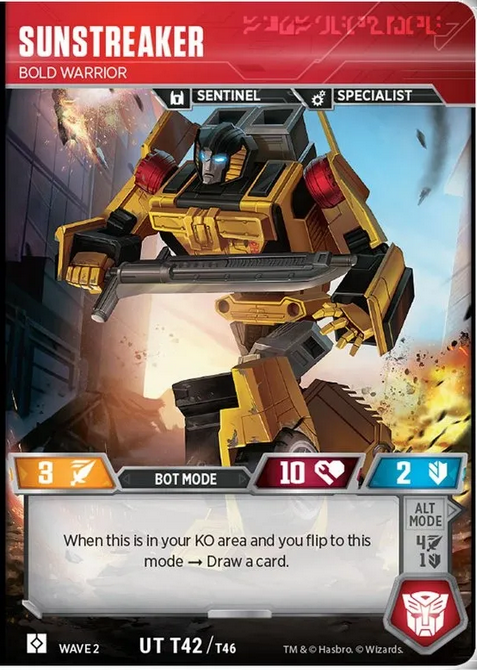 SUNSTREAKER
BOLD WARRIOR
SENTINEL
SPECIALIST
3
BOT MODE
10
2
When this is in your KO area and you flip to this
mode → Draw a card.
ALT
MODE
4
1
WAVE 2
UT T42 / T46
TM & © Hasbro. © Wizards.